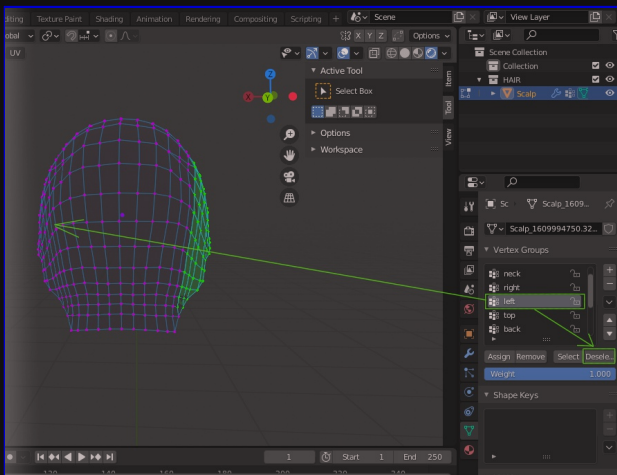 diting Texture Paint Shading Animation Rendering Compositing Scripting + Scene View Layer
obal X Y Z Options
UV
Scene Collection
Collection
HAIR
Scalp
Active Tool
Select Box
Options
Workspace
Item
Tool
View
Z
X
Y
Sc Scalp_1609...
Scalp_1609994750.32...
Vertex Groups
neck
right
left
top
back
Assign Remove Select Desele...
Weight 1.000
Shape Keys
1 Start 1 End 250
120 140 160 180 200 220 240